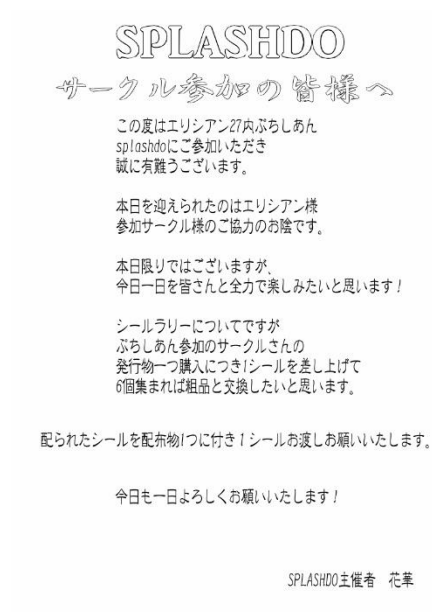 SPLASHDO
サークル参加の皆様へ
この度はエリシアン27内ぷちしあん
splashdoにご参加いただき
誠に有難うございます。
本日を迎えられたのはエリシアン様
参加サークル様のご協力のお陰です。
本日限りではございますが、
今日一日を皆さんと全力で楽しみたいと思います!
シールラリーについてですが
ぷちしあん参加のサークルさんの
発行物一つ購入につき1シールを差し上げて
6個集まれば粗品と交換したいと思います。
配られたシールを配布物1つに付き1シールお渡しお願いいたします。
今日も一日よろしくお願いいたします!
SPLASHDO主催者 花華